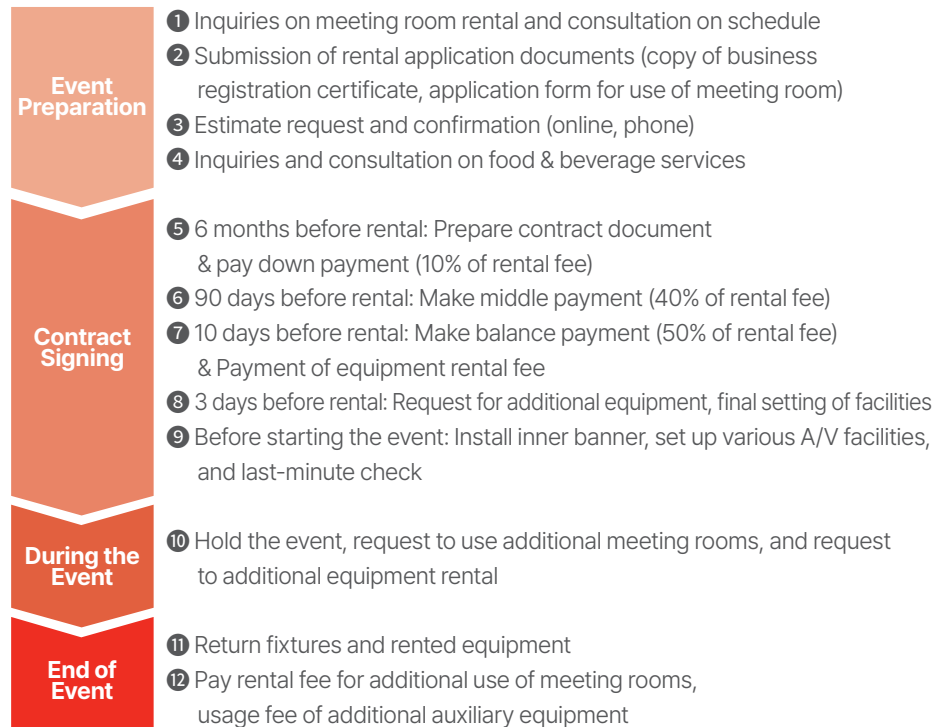 Event
Preparation
❶ Inquiries on meeting room rental and consultation on schedule
❷ Submission of rental application documents (copy of business
registration certificate, application form for use of meeting room)
❸ Estimate request and confirmation (online, phone)
❹ Inquiries and consultation on food & beverage services
Contract
Signing
❺ 6 months before rental: Prepare contract document
& pay down payment (10% of rental fee)
❻ 90 days before rental: Make middle payment (40% of rental fee)
❼ 10 days before rental: Make balance payment (50% of rental fee)
& Payment of equipment rental fee
❽ 3 days before rental: Request for additional equipment, final setting of facilities
❾ Before starting the event: Install inner banner, set up various A/V facilities,
and last-minute check
During the
Event
❿ Hold the event, request to use additional meeting rooms, and request
to additional equipment rental
End of
Event
⓫ Return fixtures and rented equipment
⓬ Pay rental fee for additional use of meeting rooms,
usage fee of additional auxiliary equipment